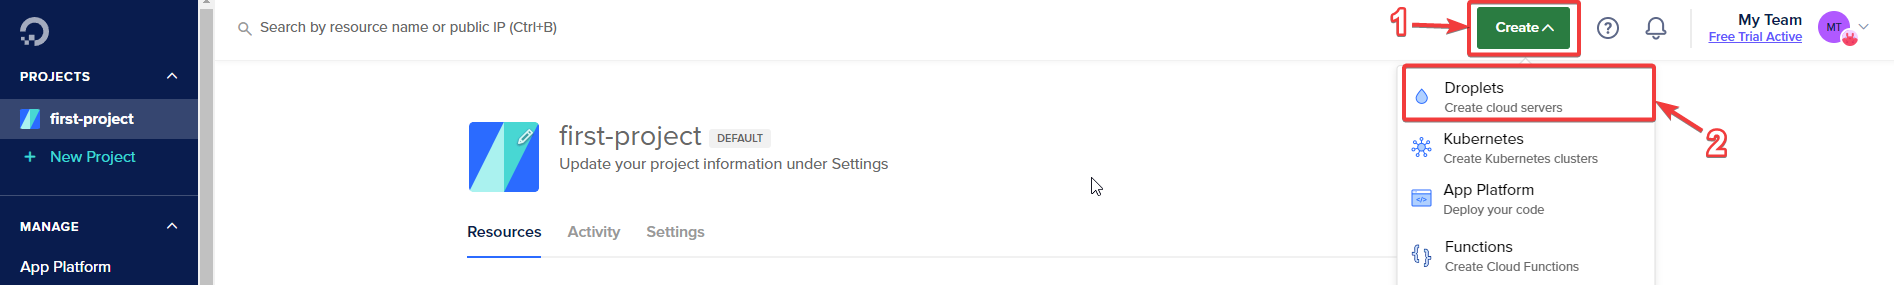 Search by resource name or public IP (Ctrl+B)
1
Create
?
My Team
Free Trial Active
MT
PROJECTS
first-project
+ New Project
MANAGE
App Platform
first-project DEFAULT
Update your project information under Settings
Resources Activity Settings
Droplets
Create cloud servers
2
Kubernetes
Create Kubernetes clusters
App Platform
Deploy your code
Functions
Create Cloud Functions